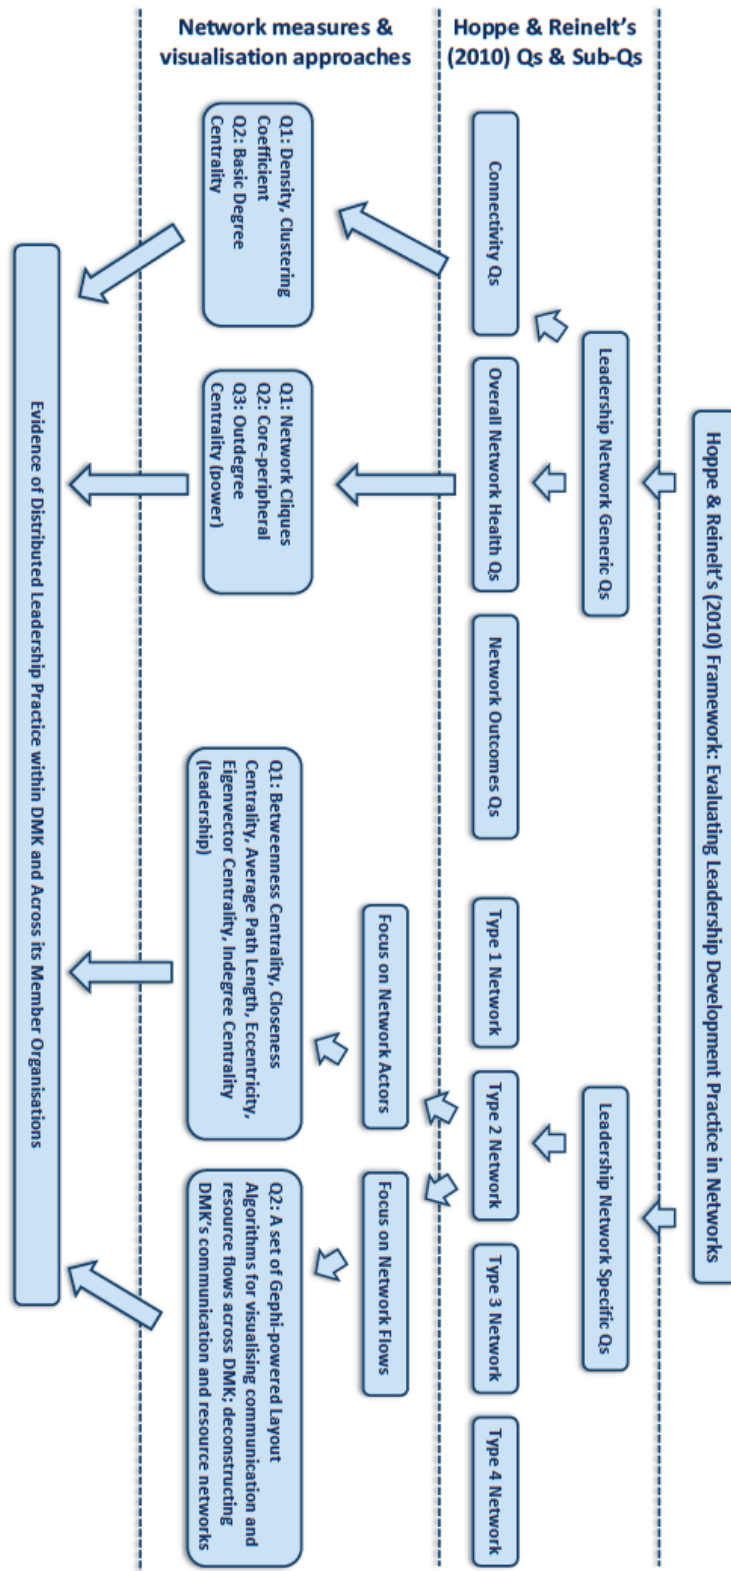 Hoppe & Reinelt's (2010) Framework: Evaluating Leadership Development Practice in Networks
Hoppe & Reinelt's
(2010) Qs & Sub-Qs
Leadership Network Generic Qs
Leadership Network Specific Qs
Connectivity Qs
Overall Network Health Qs
Network Outcomes Qs
Type 1 Network
Type 2 Network
Type 3 Network
Type 4 Network
Network measures &
visualisation approaches
Focus on Network Actors
Focus on Network Flows
Q1: Density, Clustering
Coefficient
Q2: Basic Degree
Centrality
Q1: Network Cliques
Q2: Core-peripheral
Q3: Outdegree
Centrality (power)
Q1: Betweenness Centrality, Closeness
Centrality, Average Path Length, Eccentricity,
Eigenvector Centrality, Indegree Centrality
(leadership)
Q2: A set of Gephi-powered Layout
Algorithms for visualising communication and
resource flows across DMK; deconstructing
DMK's communication and resource networks
Evidence of Distributed Leadership Practice within DMK and Across its Member Organisations